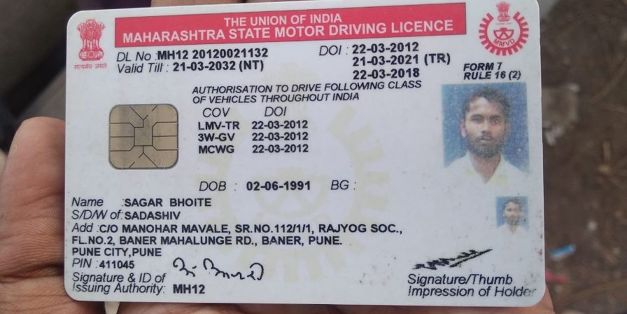 THE UNION OF INDIA
MAHARASHTRA STATE MOTOR DRIVING LICENCE
DL No :MH12 20120021132 DOI : 22-03-2012
Valid Till : 21-03-2032 (NT) 21-03-2021 (TR)
22-03-2018
FORM 7
RULE 16 (2)
MMVD
AUTHORISATION TO DRIVE FOLLOWING CLASS
OF VEHICLES THROUGHOUT INDIA
COV DOI
LMV-TR 22-03-2012
3W-GV 22-03-2012
MCWG 22-03-2012
DOB : 02-06-1991 BG :
Name :SAGAR BHOITE
S/D/W of:SADASHIV
Add :C/O MANOHAR MAVALE, SR.NO.112/1/1, RAJYOG SOC.,
FL.NO.2, BANER MAHALUNGE RD., BANER, PUNE.
PUNE CITY,PUNE
PIN :411045
Signature & ID of
Issuing Authority: MH12
Signature/Thumb
Impression of Holder